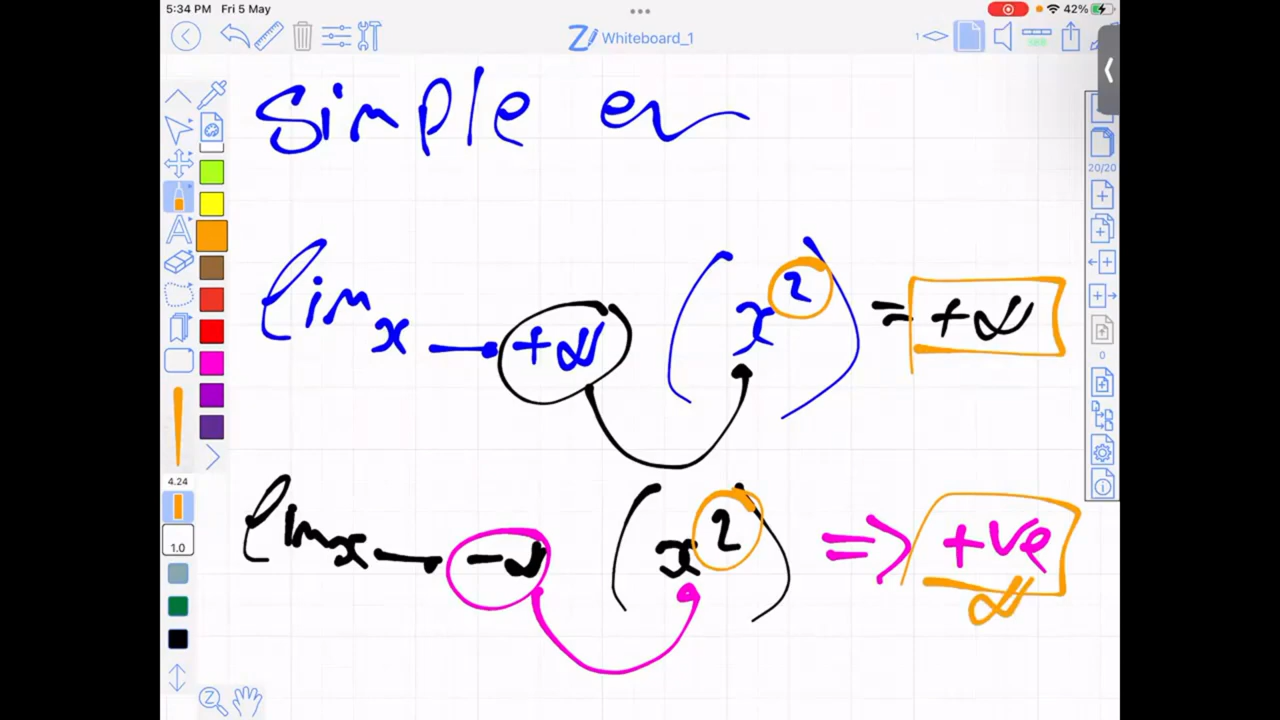 5:34 PM Fri 5 May
42%
Whiteboard_1
1
20/20
0
4.24
1.0
Simple
lim x → +∞ (x²) = +∞
lim x → -∞ (x²) ⇒ +ve
∞